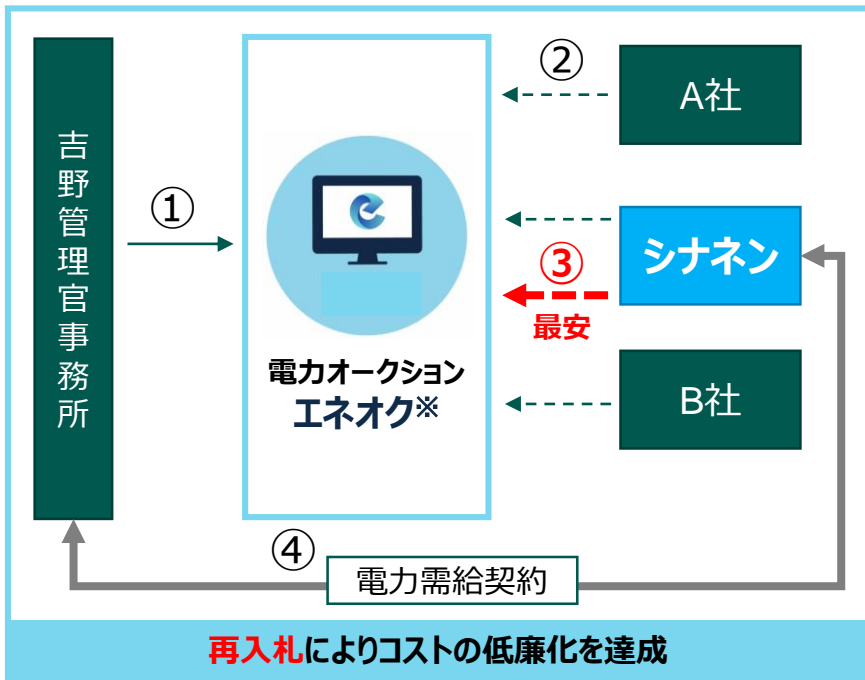 吉野管理官事務所
①
電力オークション
エネオク※
②
A社
シナネン
③
最安
B社
④
電力需給契約
再入札によりコストの低廉化を達成